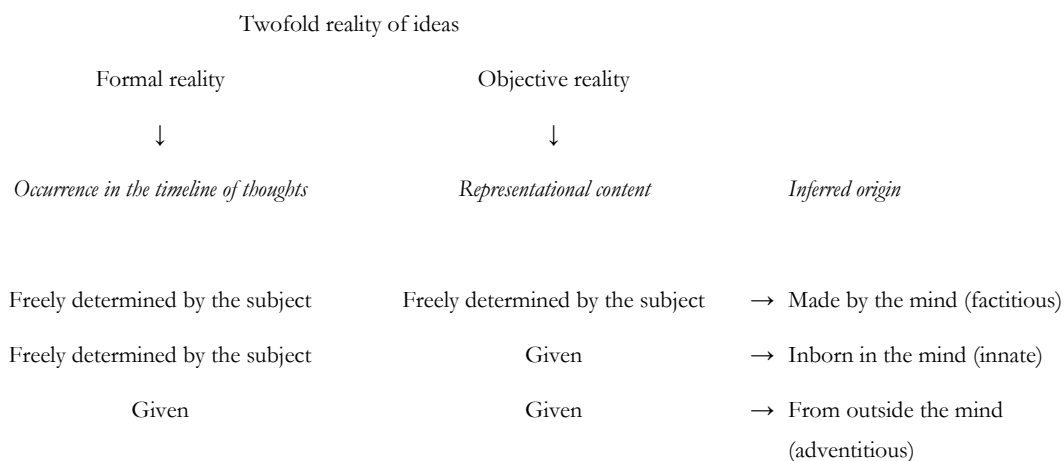 Twofold reality of ideas
Formal reality Objective reality
↓ ↓
Occurrence in the timeline of thoughts Representational content Inferred origin
Freely determined by the subject Freely determined by the subject → Made by the mind (factitious)
Freely determined by the subject Given → Inborn in the mind (innate)
Given Given → From outside the mind
(adventitious)